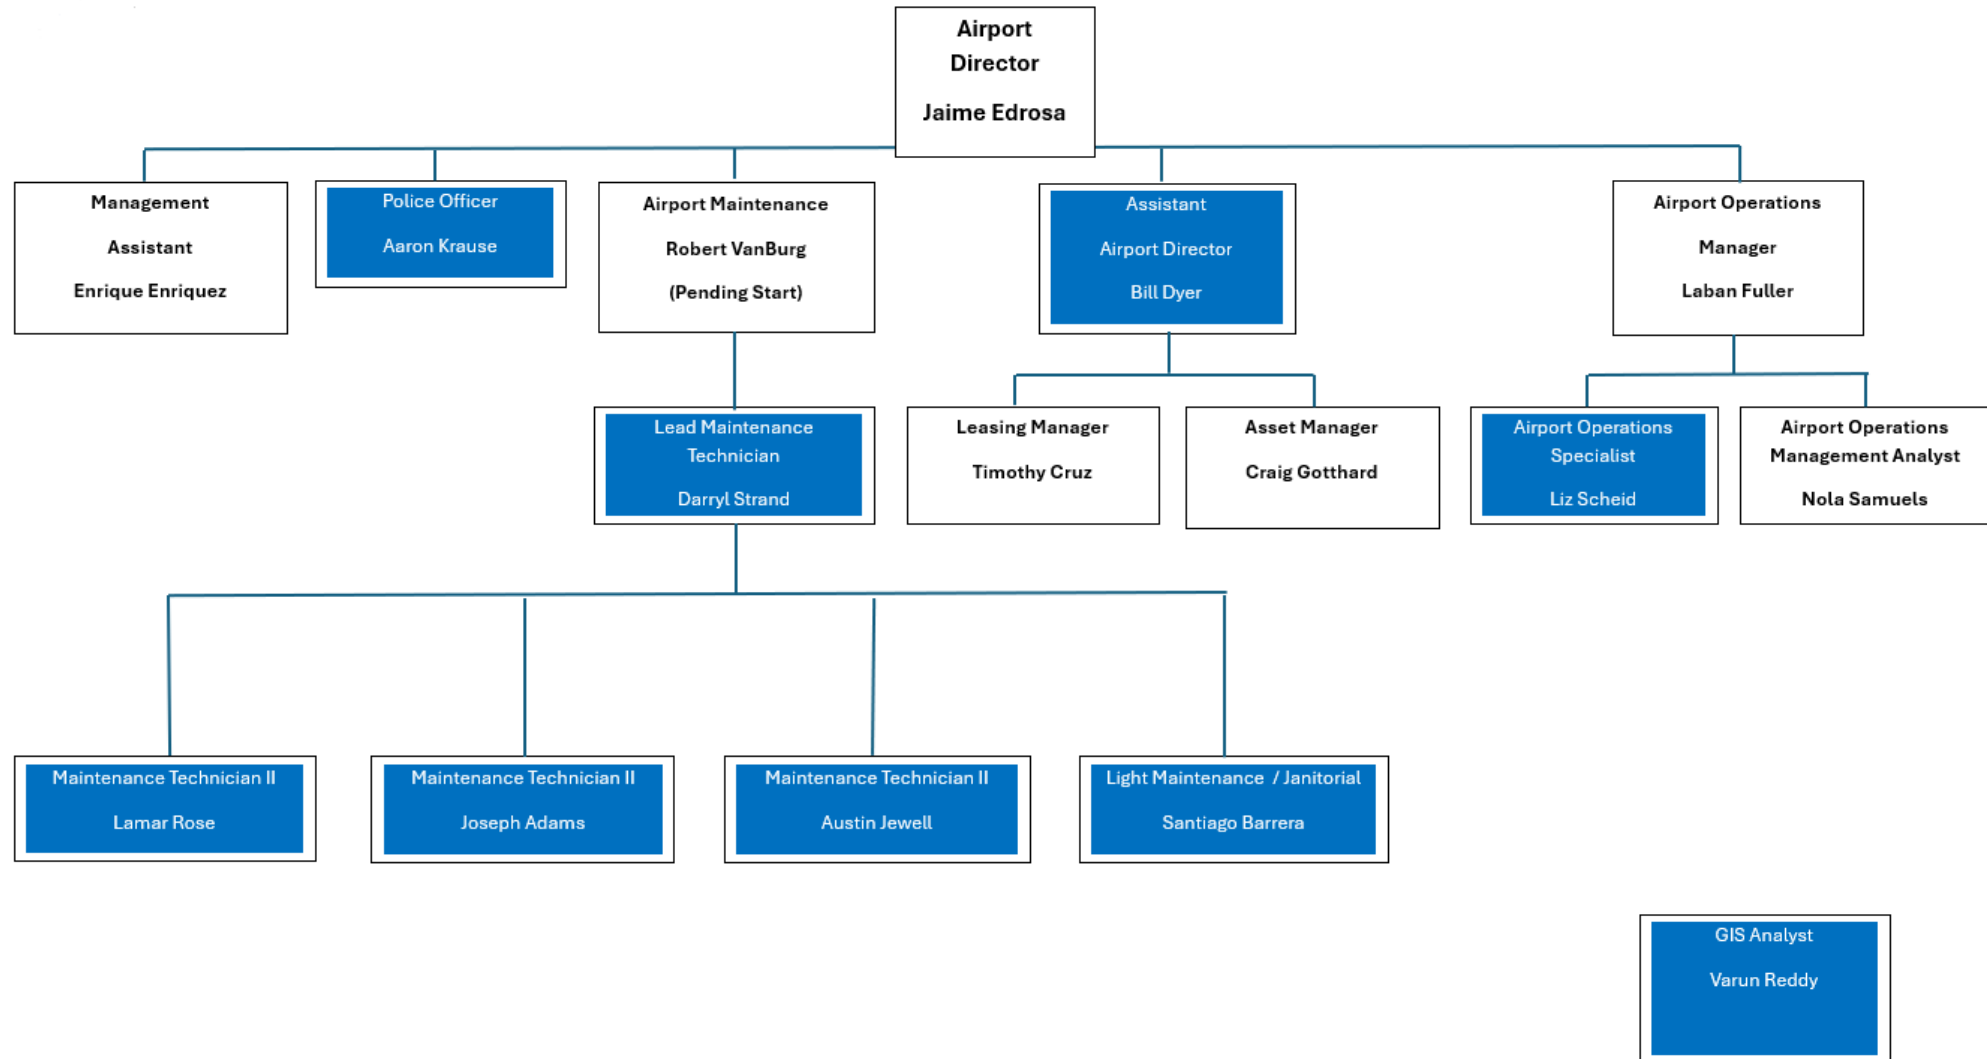 Airport
Director
Jaime Edrosa
Management
Assistant
Enrique Enriquez
Police Officer
Aaron Krause
Airport Maintenance
Robert VanBurg
(Pending Start)
Assistant
Airport Director
Bill Dyer
Airport Operations
Manager
Laban Fuller
Lead Maintenance
Technician
Darryl Strand
Leasing Manager
Timothy Cruz
Asset Manager
Craig Gotthard
Airport Operations
Specialist
Liz Scheid
Airport Operations
Management Analyst
Nola Samuels
Maintenance Technician II
Lamar Rose
Maintenance Technician II
Joseph Adams
Maintenance Technician II
Austin Jewell
Light Maintenance / Janitorial
Santiago Barrera
GIS Analyst
Varun Reddy